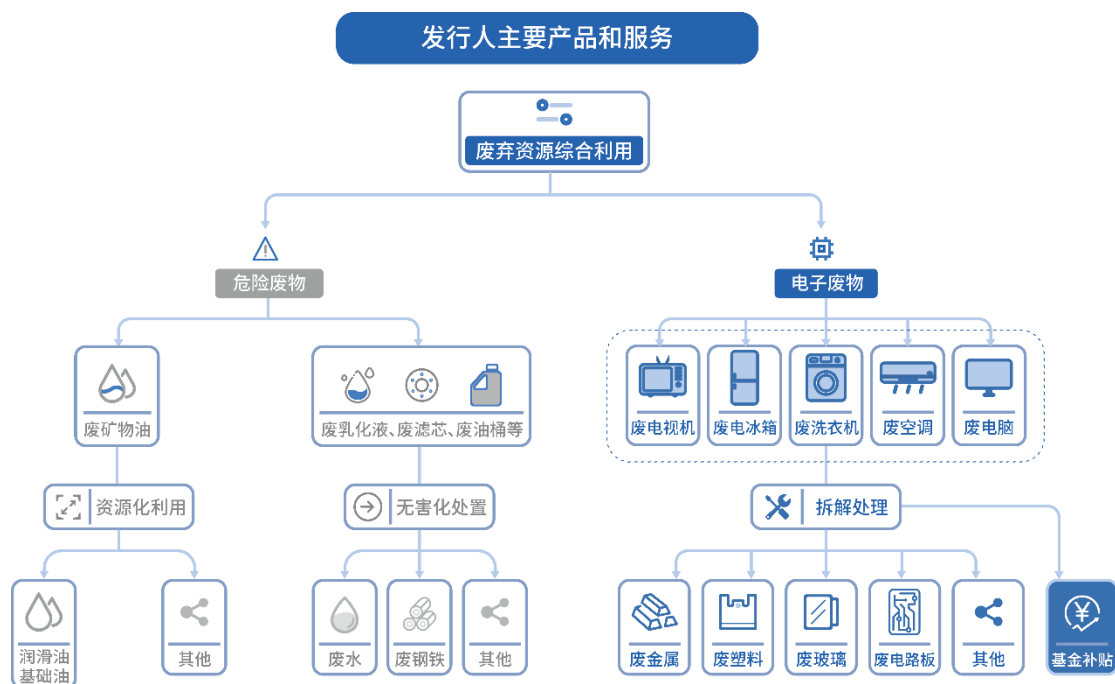 发行人主要产品和服务
废弃资源综合利用
危险废物
电子废物
废矿物油
废乳化液、废滤芯、废油桶等
废电视机
废电冰箱
废洗衣机
废空调
废电脑
资源化利用
无害化处置
拆解处理
润滑油
基础油
其他
废水
废钢铁
其他
废金属
废塑料
废玻璃
废电路板
其他
¥
基金补贴